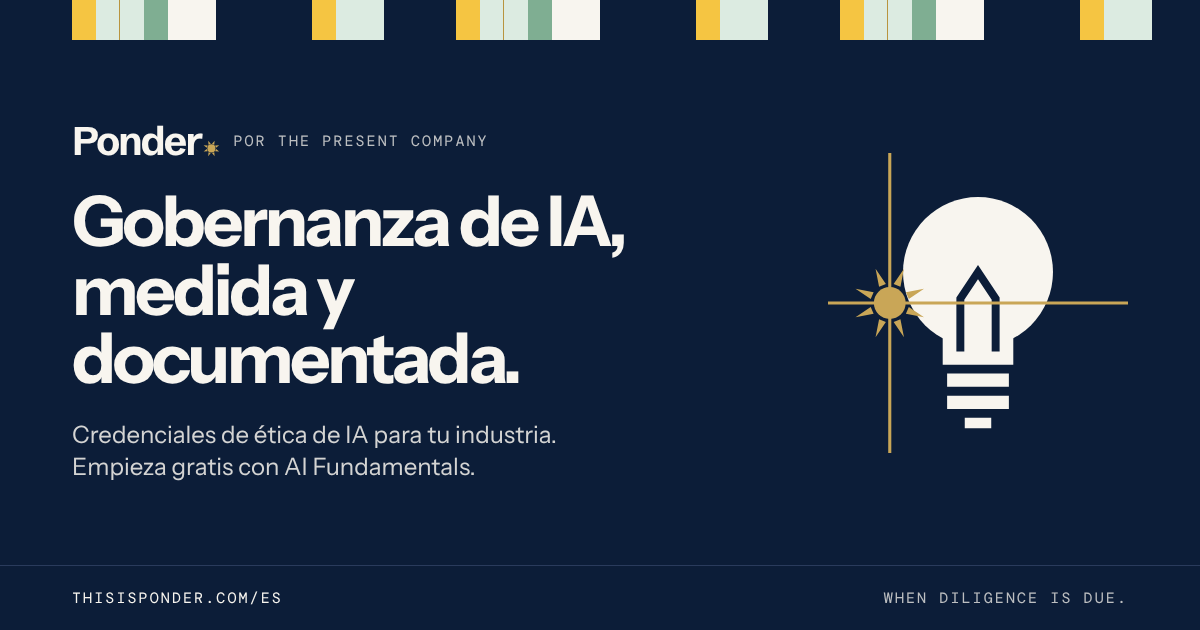 Ponder
POR THE PRESENT COMPANY
Gobernanza de IA,
medida y
documentada.
Credenciales de ética de IA para tu industria.
Empieza gratis con AI Fundamentals.
THISISPONDER.COM/ES
WHEN DILIGENCE IS DUE.